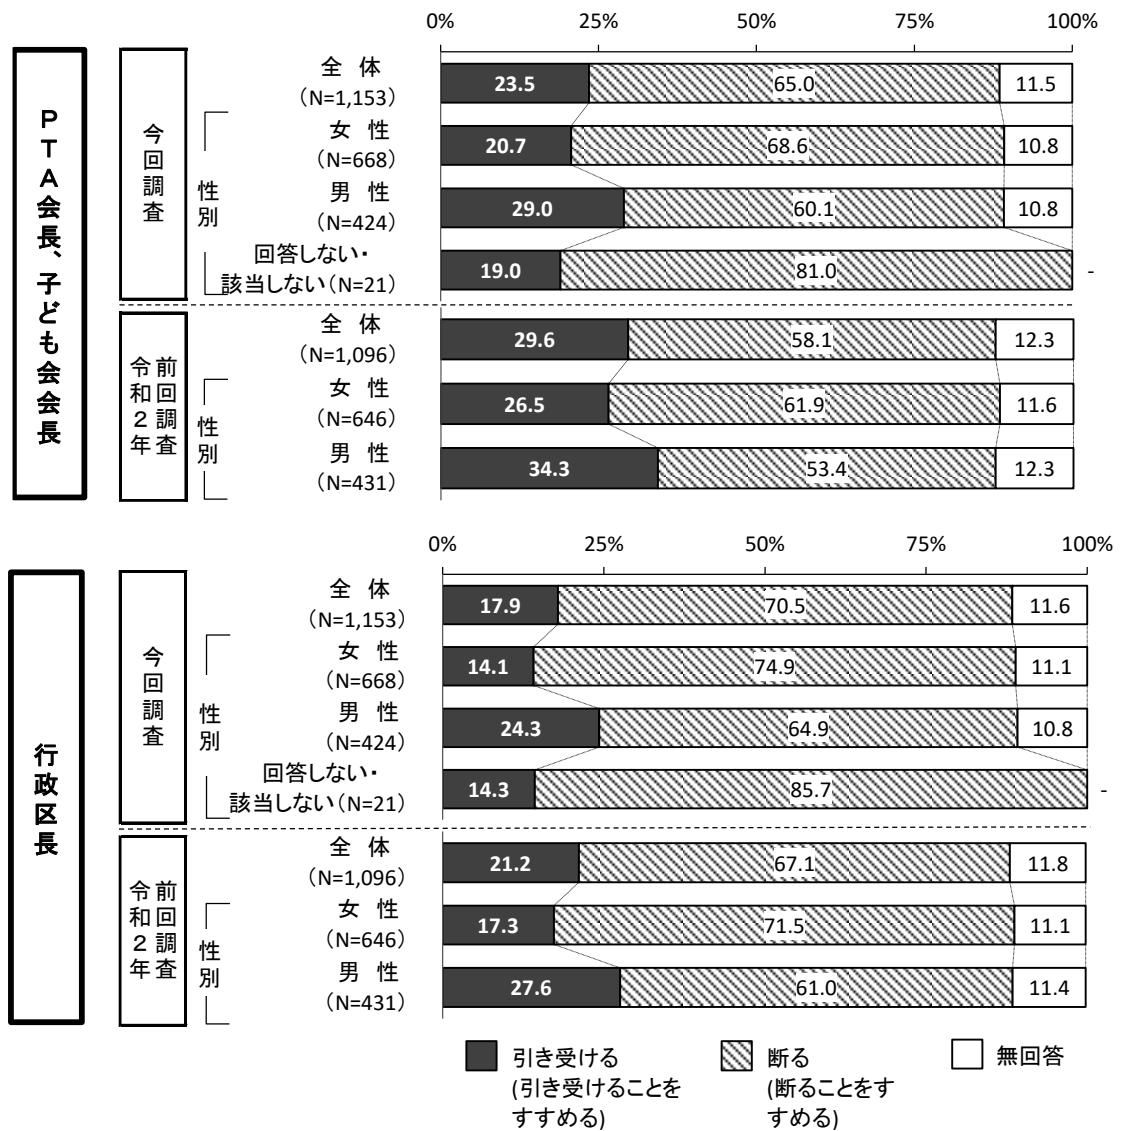 0% 25% 50% 75% 100%
PTA会長、子ども会会長
今回調査
全 体
(N=1,153)
23.5 65.0 11.5
性別
女 性
(N=668)
20.7 68.6 10.8
男 性
(N=424)
29.0 60.1 10.8
回答しない・
該当しない(N=21)
19.0 81.0 -
前回調査
令和2年
全 体
(N=1,096)
29.6 58.1 12.3
性別
女 性
(N=646)
26.5 61.9 11.6
男 性
(N=431)
34.3 53.4 12.3
0% 25% 50% 75% 100%
行政区長
今回調査
全 体
(N=1,153)
17.9 70.5 11.6
性別
女 性
(N=668)
14.1 74.9 11.1
男 性
(N=424)
24.3 64.9 10.8
回答しない・
該当しない(N=21)
14.3 85.7 -
前回調査
令和2年
全 体
(N=1,096)
21.2 67.1 11.8
性別
女 性
(N=646)
17.3 71.5 11.1
男 性
(N=431)
27.6 61.0 11.4
引き受ける
(引き受けることを
すすめる)
断る
(断ることをす
すめる)
無回答